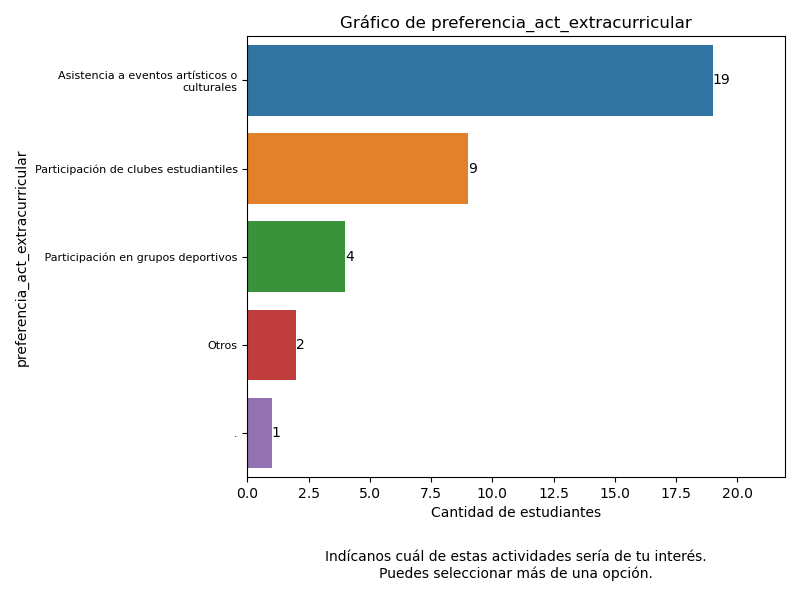 Gráfico de preferencia_act_extracurricular
preferencia_act_extracurricular
Asistencia a eventos artísticos o
culturales
19
Participación de clubes estudiantiles
9
Participación en grupos deportivos
4
Otros
2
.
1
0.0 2.5 5.0 7.5 10.0 12.5 15.0 17.5 20.0
Cantidad de estudiantes
Indícanos cuál de estas actividades sería de tu interés.
Puedes seleccionar más de una opción.